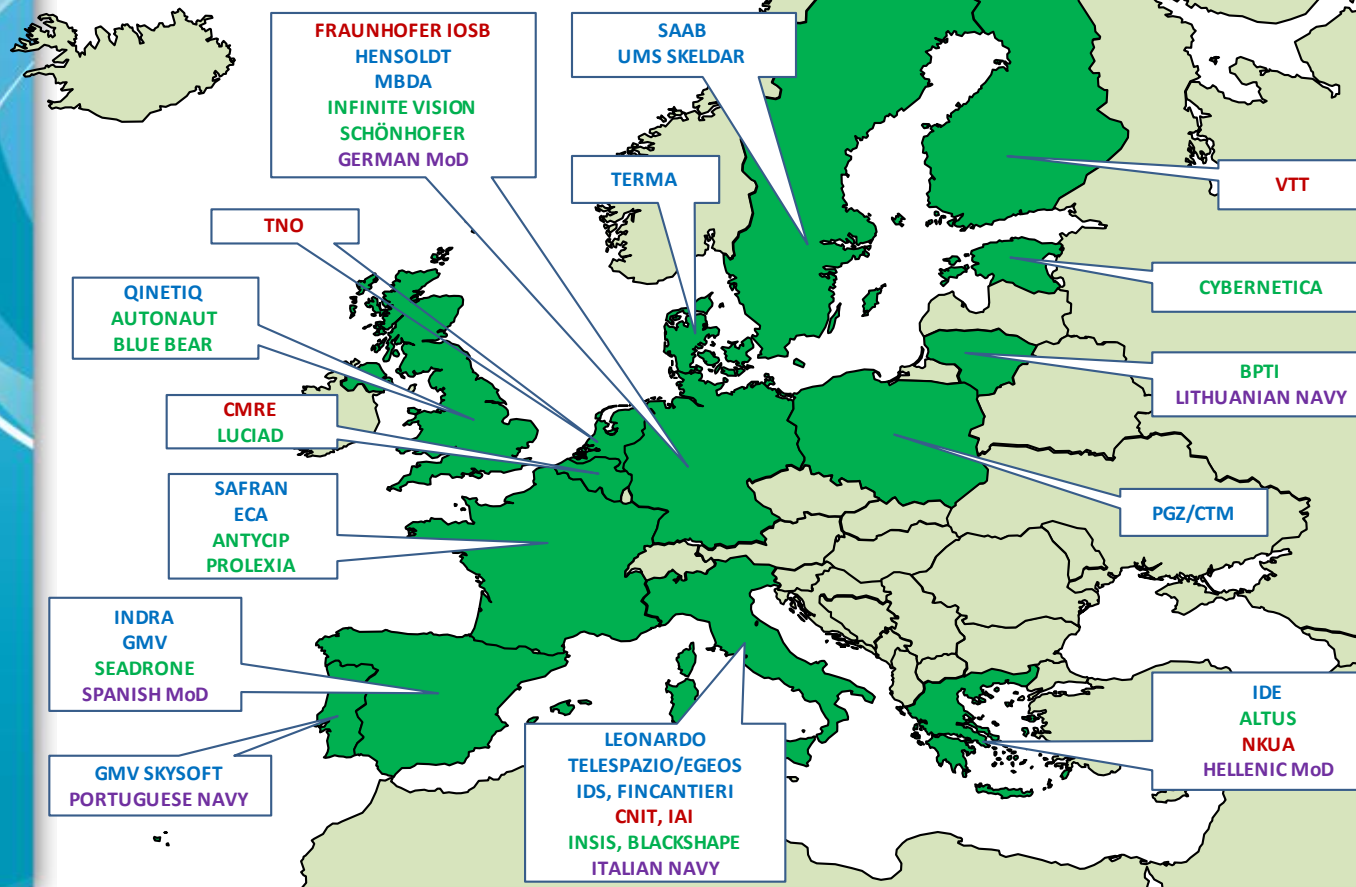 FRAUNHOFER IOSB
HENSOLDT
MBDA
INFINITE VISION
SCHÖNHOFER
GERMAN MoD
SAAB
UMS SKELDAR
TERMA
VTT
TNO
CYBERNETICA
QINETIQ
AUTONAUT
BLUE BEAR
BPTI
LITHUANIAN NAVY
CMRE
LUCIAD
SAFRAN
ECA
ANTYCIP
PROLEXIA
PGZ/CTM
INDRA
GMV
SEADRONE
SPANISH MoD
IDE
ALTUS
NKUA
HELLENIC MoD
GMV SKYSOFT
PORTUGUESE NAVY
LEONARDO
TELESPAZIO/EGEOS
IDS, FINCANTIERI
CNIT, IAI
INSIS, BLACKSHAPE
ITALIAN NAVY